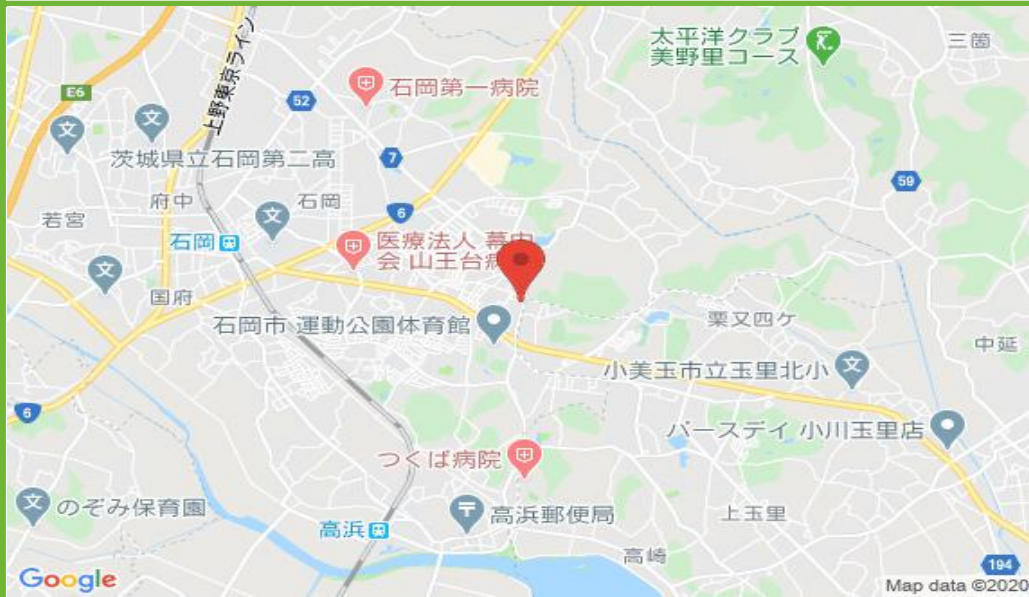 太平洋クラブ
美野里コース
三箇
上野東京ライン
E6
52
石岡第一病院
茨城県立石岡第二高
7
59
府中
石岡
若宮
6
石岡
医療法人 幕内
会 山王台病
国府
石岡市 運動公園体育館
栗又四ケ
中延
小美玉市立玉里北小
6
バースデイ 小川玉里店
つくば病院
のぞみ保育園
高浜郵便局
上玉里
高浜
高崎
194
Google
Map data ©2020